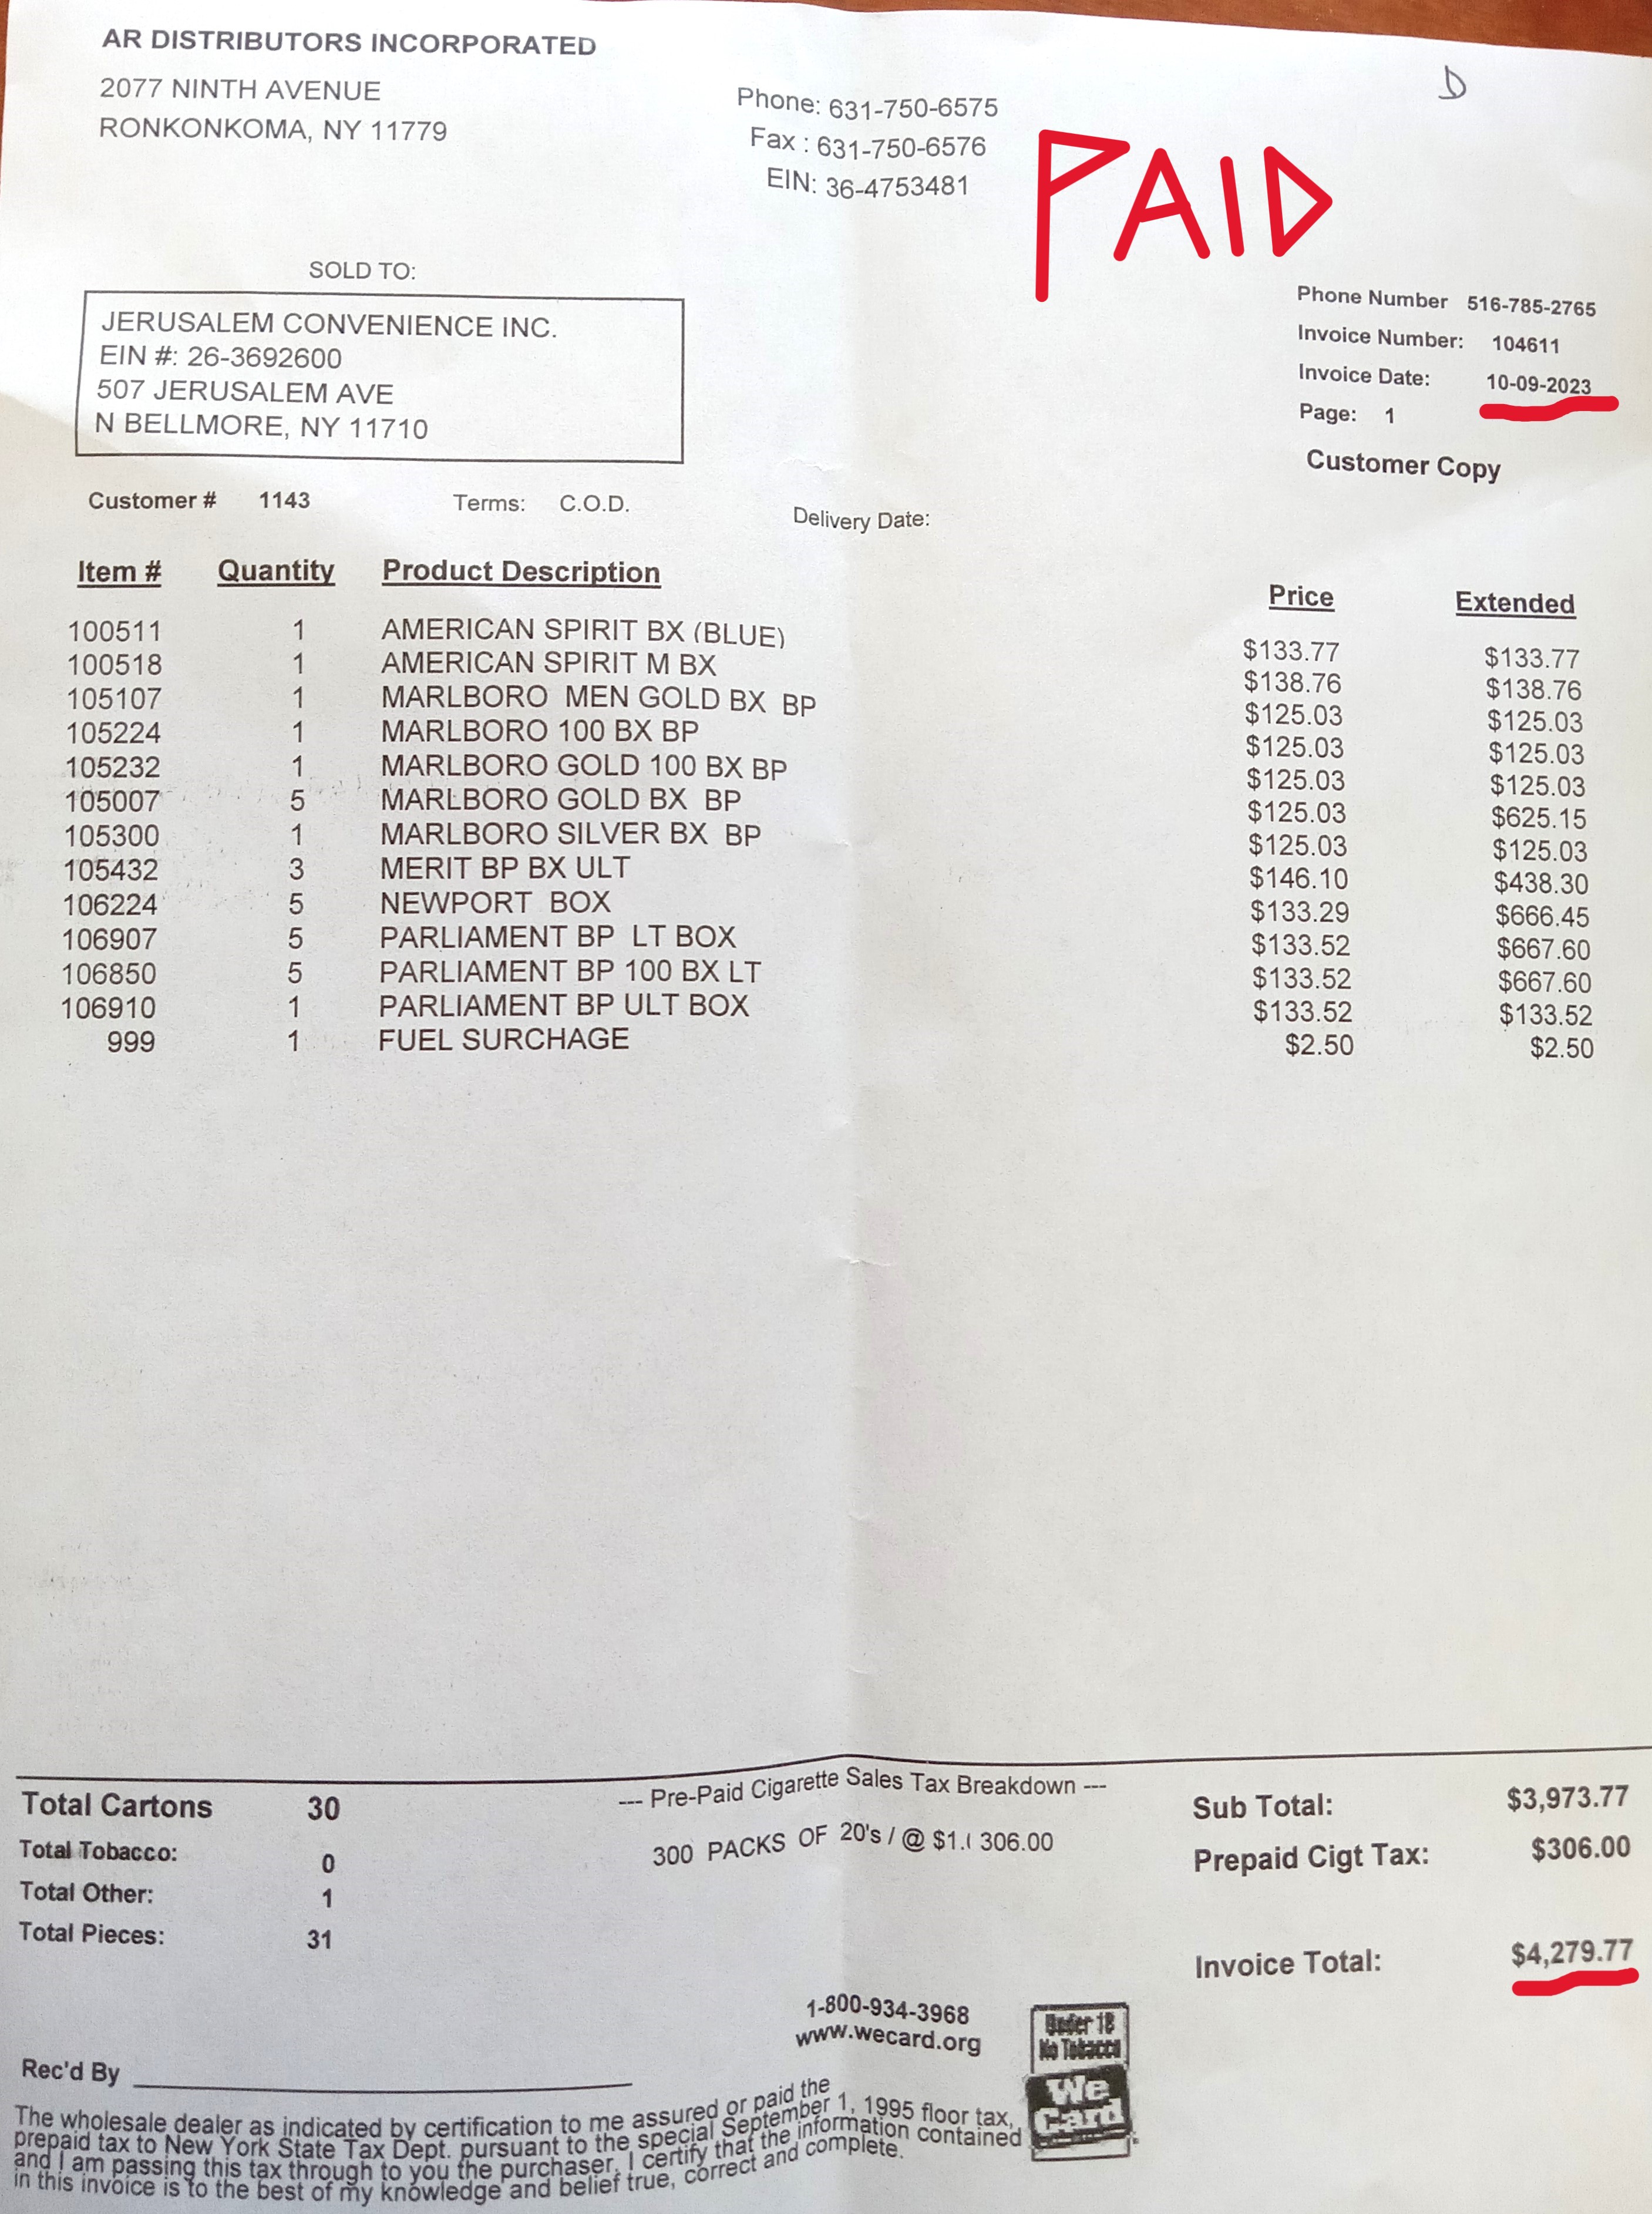 AR DISTRIBUTORS INCORPORATED
2077 NINTH AVENUE
RONKONKOMA, NY 11779
Phone: 631-750-6575
Fax : 631-750-6576
EIN: 36-4753481
D
PAID
SOLD TO:
JERUSALEM CONVENIENCE INC.
EIN #: 26-3692600
507 JERUSALEM AVE
N BELLMORE, NY 11710
Phone Number 516-785-2765
Invoice Number: 104611
Invoice Date: 10-09-2023
Page: 1
Customer Copy
Customer # 1143 Terms: C.O.D. Delivery Date:
Item # Quantity Product Description Price Extended
100511 1 AMERICAN SPIRIT BX (BLUE) $133.77 $133.77
100518 1 AMERICAN SPIRIT M BX $138.76 $138.76
105107 1 MARLBORO MEN GOLD BX BP $125.03 $125.03
105224 1 MARLBORO 100 BX BP $125.03 $125.03
105232 1 MARLBORO GOLD 100 BX BP $125.03 $125.03
105007 5 MARLBORO GOLD BX BP $125.03 $625.15
105300 1 MARLBORO SILVER BX BP $125.03 $125.03
105432 3 MERIT BP BX ULT $146.10 $438.30
106224 5 NEWPORT BOX $133.29 $666.45
106907 5 PARLIAMENT BP LT BOX $133.52 $667.60
106850 5 PARLIAMENT BP 100 BX LT $133.52 $667.60
106910 1 PARLIAMENT BP ULT BOX $133.52 $133.52
999 1 FUEL SURCHAGE $2.50 $2.50
Total Cartons 30
Total Tobacco: 0
Total Other: 1
Total Pieces: 31
--- Pre-Paid Cigarette Sales Tax Breakdown ---
300 PACKS OF 20's / @ $1.( 306.00
Sub Total: $3,973.77
Prepaid Cigt Tax: $306.00
Invoice Total: $4,279.77
1-800-934-3968
www.wecard.org
Under 18
No Tobacco
We
Card
Rec'd By
The wholesale dealer as indicated by certification to me assured or paid the
prepaid tax to New York State Tax Dept. pursuant to the special September 1, 1995 floor tax,
and I am passing this tax through to you the purchaser. I certify that the information contained
in this invoice is to the best of my knowledge and belief true, correct and complete.